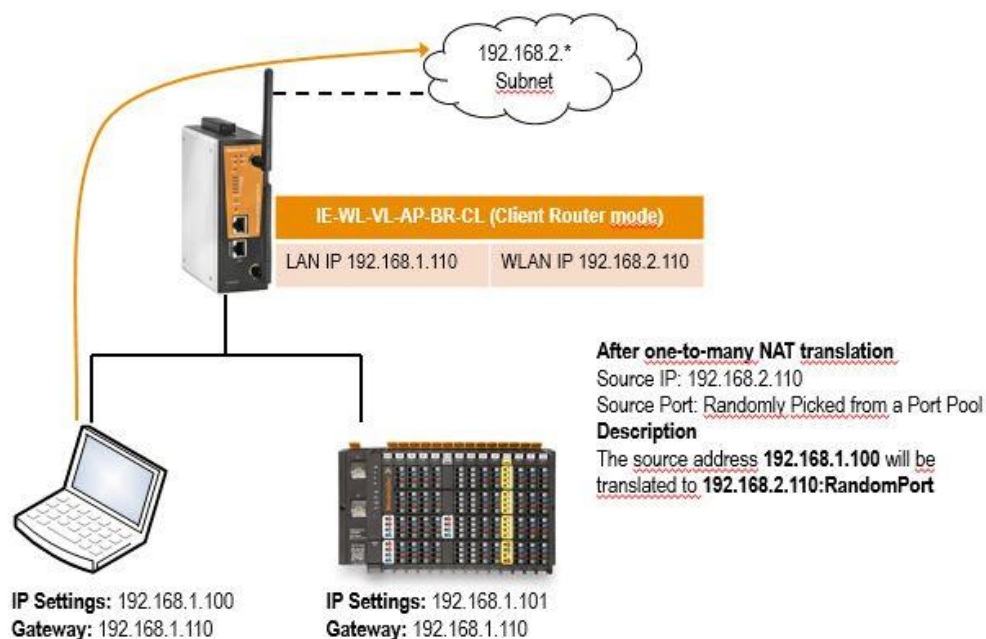 192.168.2.*
Subnet
IE-WL-VL-AP-BR-CL (Client Router mode)
LAN IP 192.168.1.110
WLAN IP 192.168.2.110
After one-to-many NAT translation
Source IP: 192.168.2.110
Source Port: Randomly Picked from a Port Pool
Description
The source address 192.168.1.100 will be
translated to 192.168.2.110:RandomPort
IP Settings: 192.168.1.100
Gateway: 192.168.1.110
IP Settings: 192.168.1.101
Gateway: 192.168.1.110